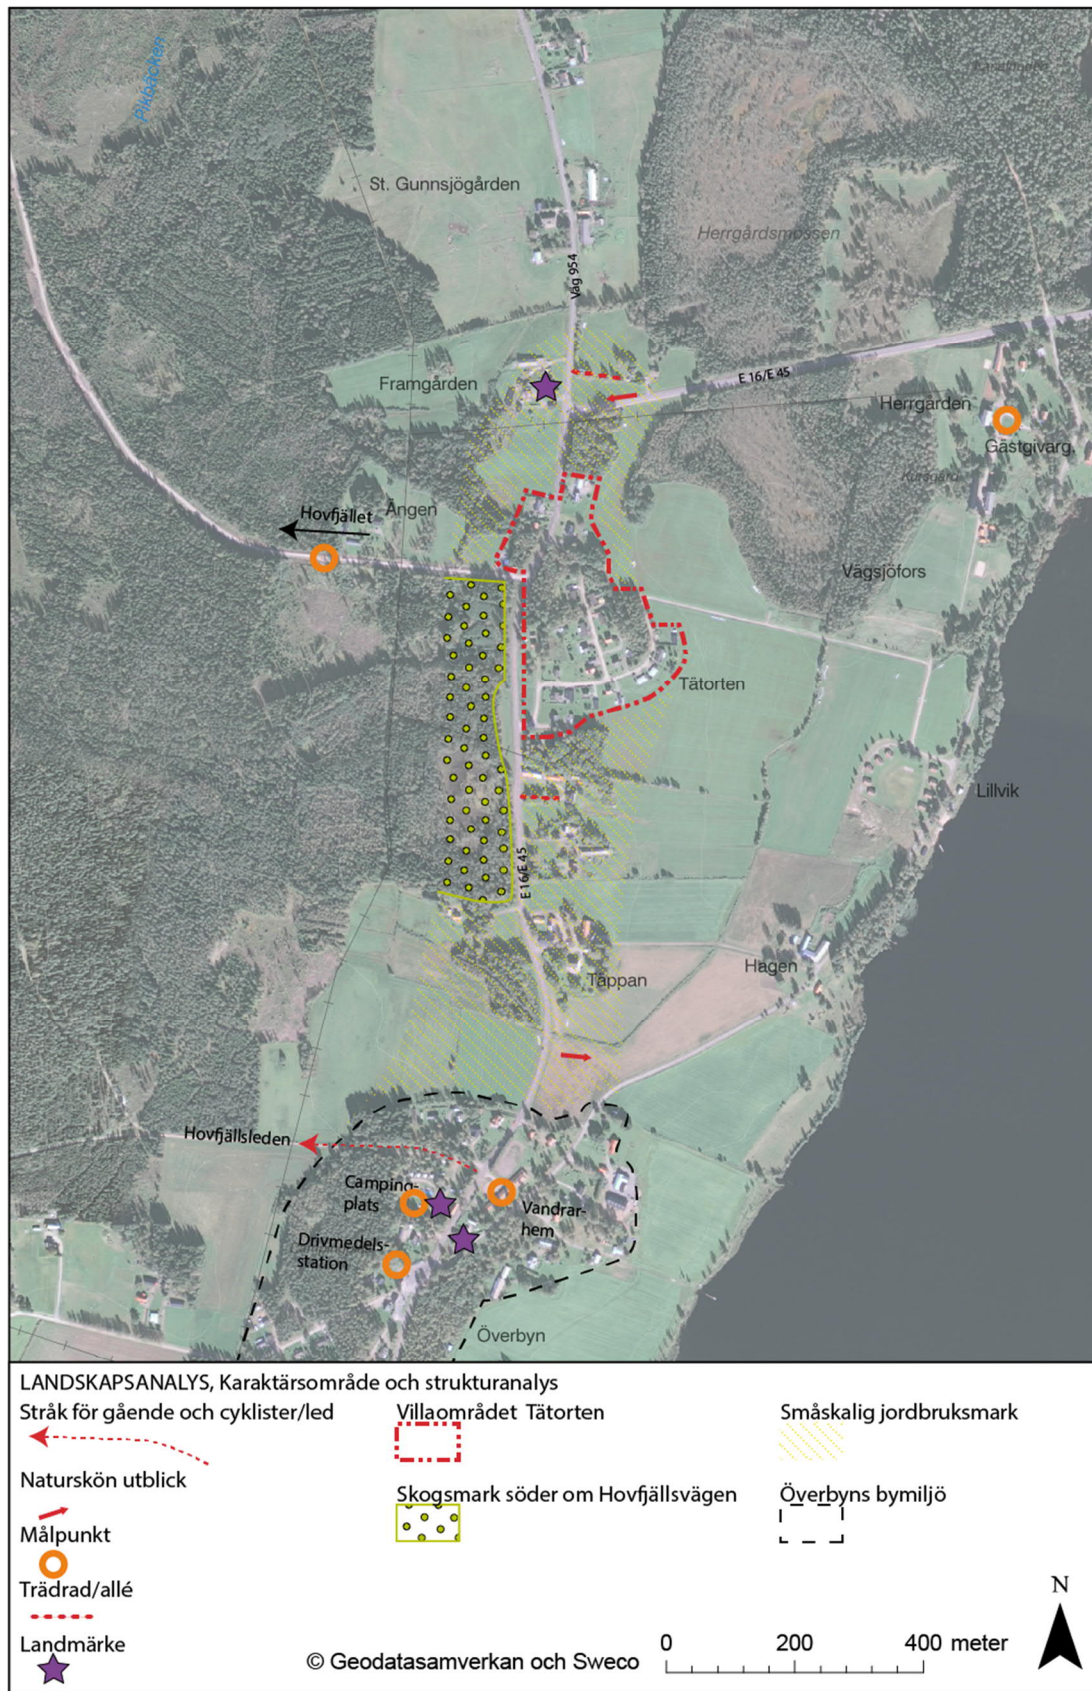 Pikbäcken
St. Gunnsjögården
Herrgårdsmossen
Väg 954
Framgården
E 16/E 45
Herrgården
Gästgivarg.
Kursgård
Hovfjället
Ängen
Vägsjöfors
Tätorten
Lillvik
E 16/E 45
Täppan
Hagen
Hovfjällsleden
Camping-
plats
Vandrar-
hem
Drivmedels-
station
Överbyn
LANDSKAPSANALYS, Karaktärsområde och strukturanalys
Stråk för gående och cyklister/led
Naturskön utblick
Målpunkt
Trädrad/allé
Landmärke
Villaområdet Tätorten
Skogsmark söder om Hovfjällsvägen
Småskalig jordbruksmark
Överbyns bymiljö
N
0 200 400 meter
© Geodatasamverkan och Sweco